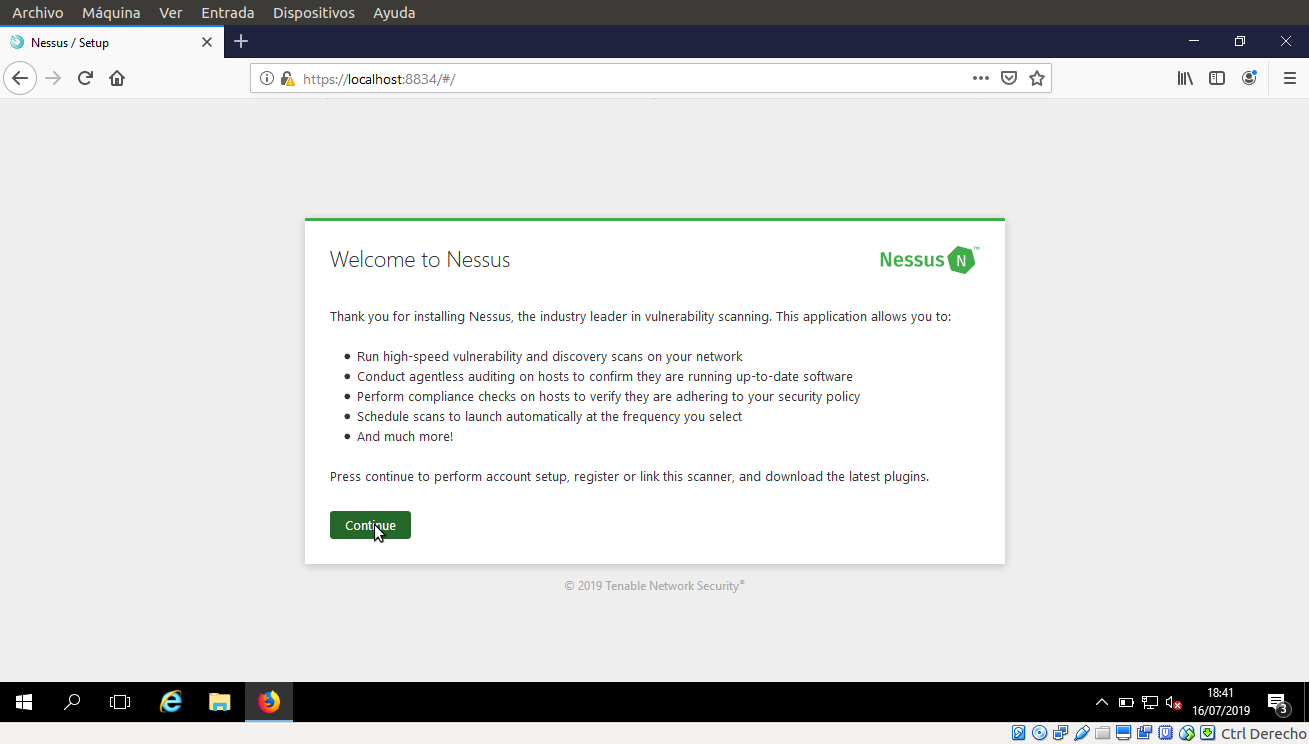 Archivo Máquina Ver Entrada Dispositivos Ayuda
Nessus / Setup
https://localhost:8834/#/
Welcome to Nessus
Nessus N™
Thank you for installing Nessus, the industry leader in vulnerability scanning. This application allows you to:
• Run high-speed vulnerability and discovery scans on your network
• Conduct agentless auditing on hosts to confirm they are running up-to-date software
• Perform compliance checks on hosts to verify they are adhering to your security policy
• Schedule scans to launch automatically at the frequency you select
• And much more!
Press continue to perform account setup, register or link this scanner, and download the latest plugins.
Continue
© 2019 Tenable Network Security®
18:41
16/07/2019
3
Ctrl Derecho